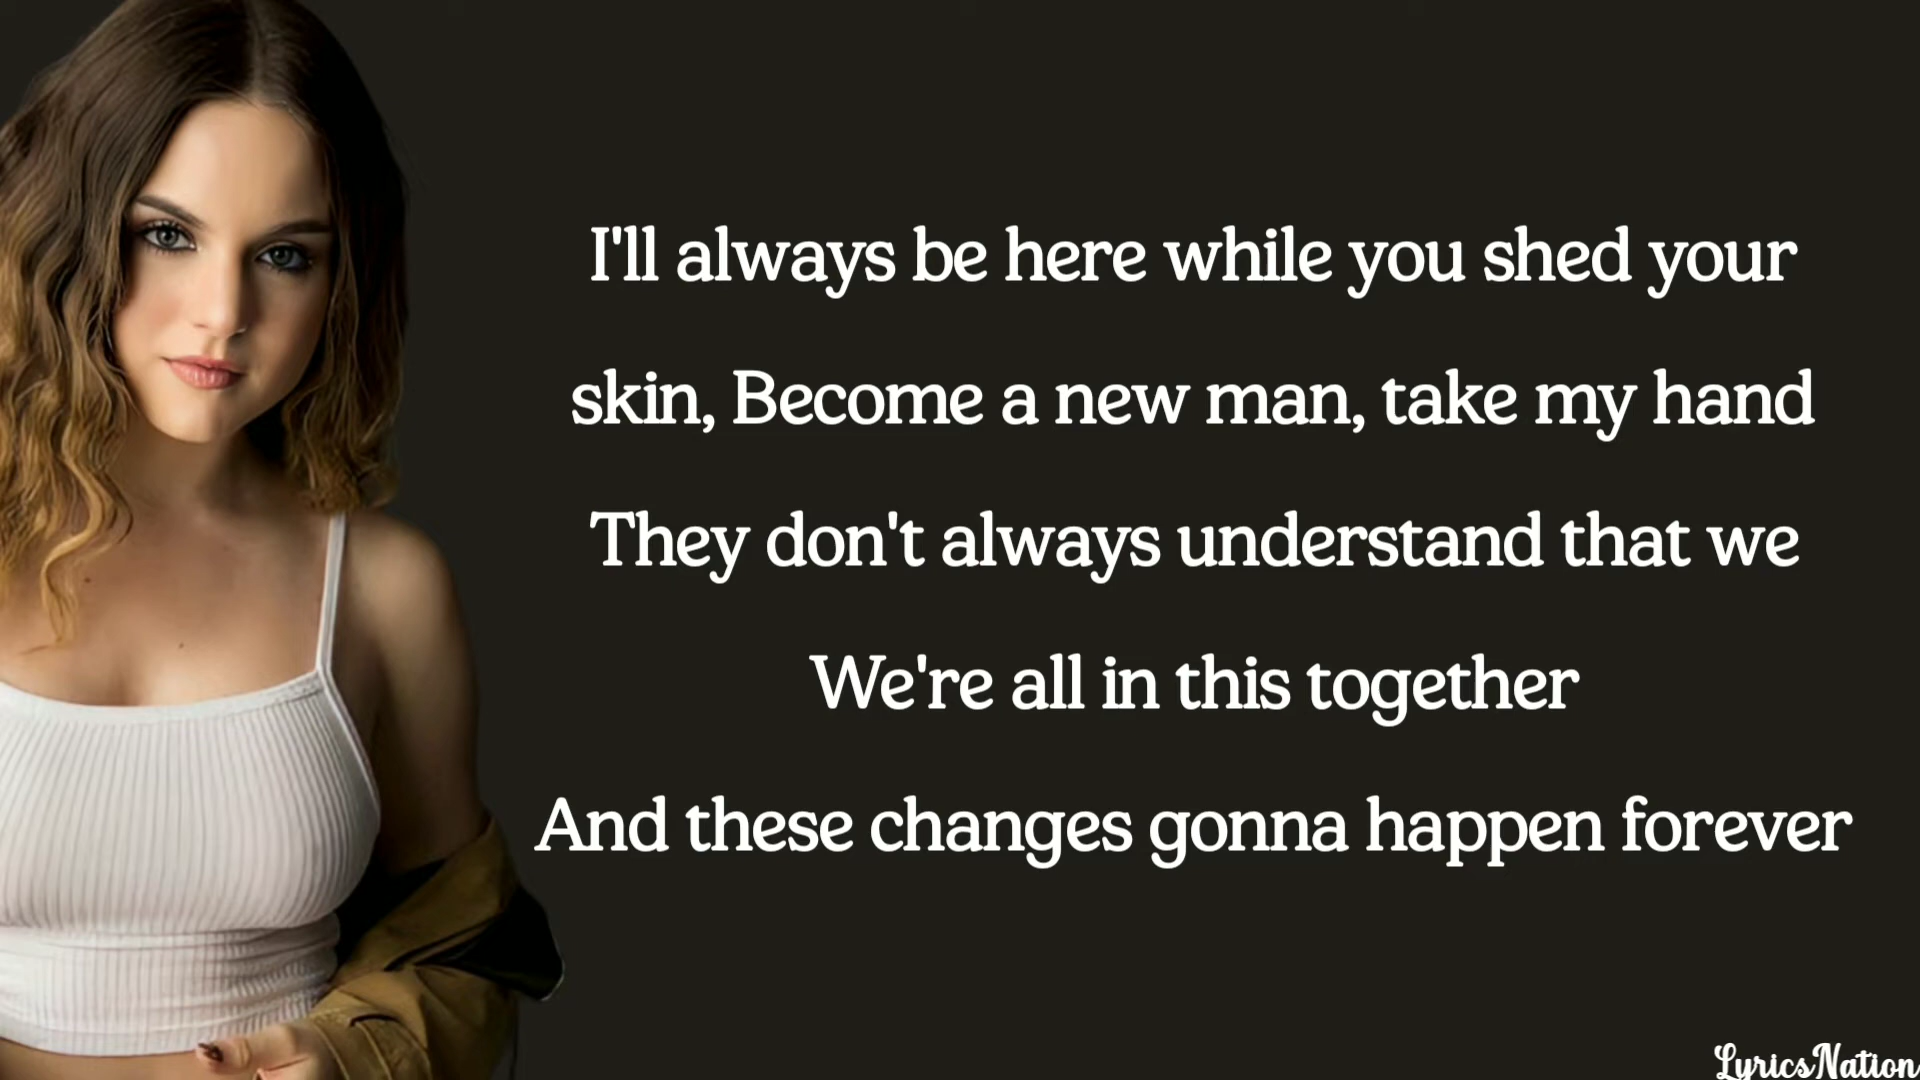 I'll always be here while you shed your
skin, Become a new man, take my hand
They don't always understand that we
We're all in this together
And these changes gonna happen forever
LyricsNation